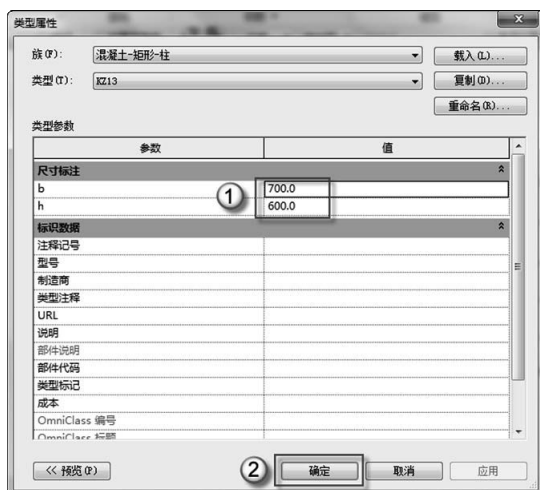 类型属性
族(F): 混凝土-矩形-柱 载入(L)...
类型(T): KZ13 复制(D)...
重命名(R)...
类型参数
参数 值
尺寸标注
b 700.0
① h 600.0
标识数据
注释记号
型号
制造商
类型注释
URL
说明
部件说明
部件代码
类型标记
成本
OmniClass 编号
OmniClass 标题
<< 预览(P) ② 确定 取消 应用